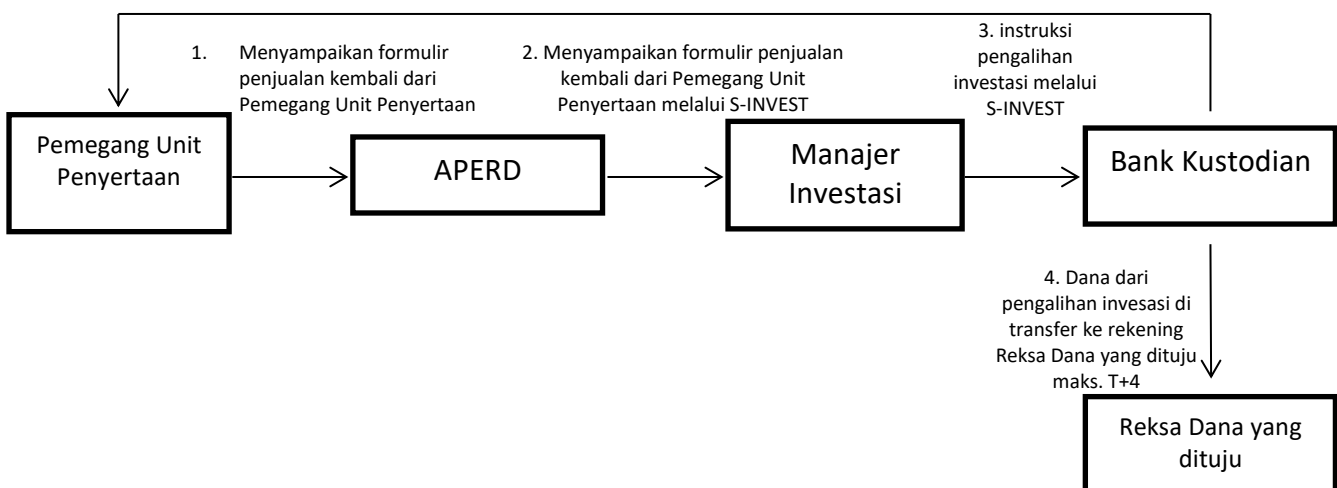 1. Menyampaikan formulir
penjualan kembali dari
Pemegang Unit Penyertaan
2. Menyampaikan formulir penjualan
kembali dari Pemegang Unit
Penyertaan melalui S-INVEST
3. instruksi
pengalihan
investasi melalui
S-INVEST
Pemegang Unit
Penyertaan
APERD
Manajer
Investasi
Bank Kustodian
4. Dana dari
pengalihan invesasi di
transfer ke rekening
Reksa Dana yang dituju
maks. T+4
Reksa Dana yang
dituju